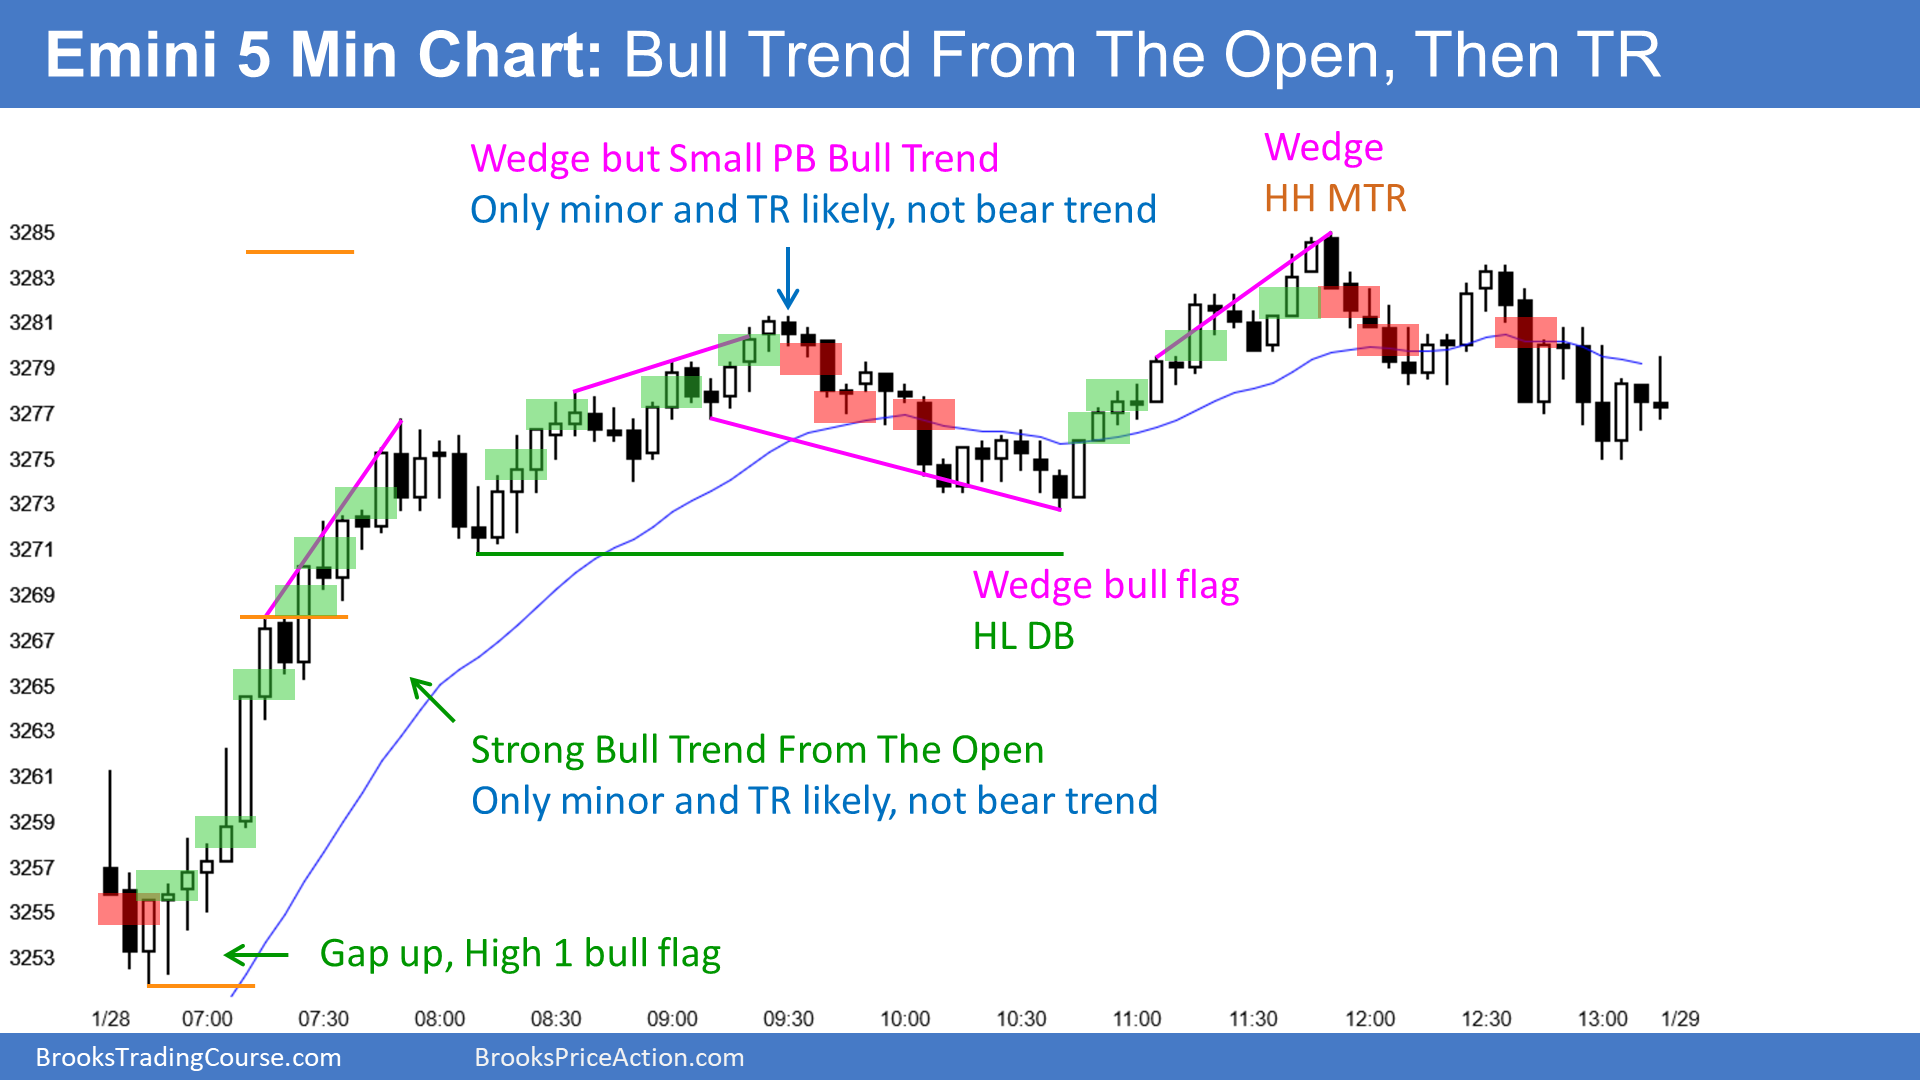 Emini 5 Min Chart: Bull Trend From The Open, Then TR
Wedge but Small PB Bull Trend
Only minor and TR likely, not bear trend
Wedge
HH MTR
3285
3283
3281
3279
3277
3275
3273
3271
3269
3267
3265
3263
3261
3259
3257
3255
3253
Wedge bull flag
HL DB
Strong Bull Trend From The Open
Only minor and TR likely, not bear trend
Gap up, High 1 bull flag
1/28 07:00 07:30 08:00 08:30 09:00 09:30 10:00 10:30 11:00 11:30 12:00 12:30 13:00 1/29
BrooksTradingCourse.com BrooksPriceAction.com